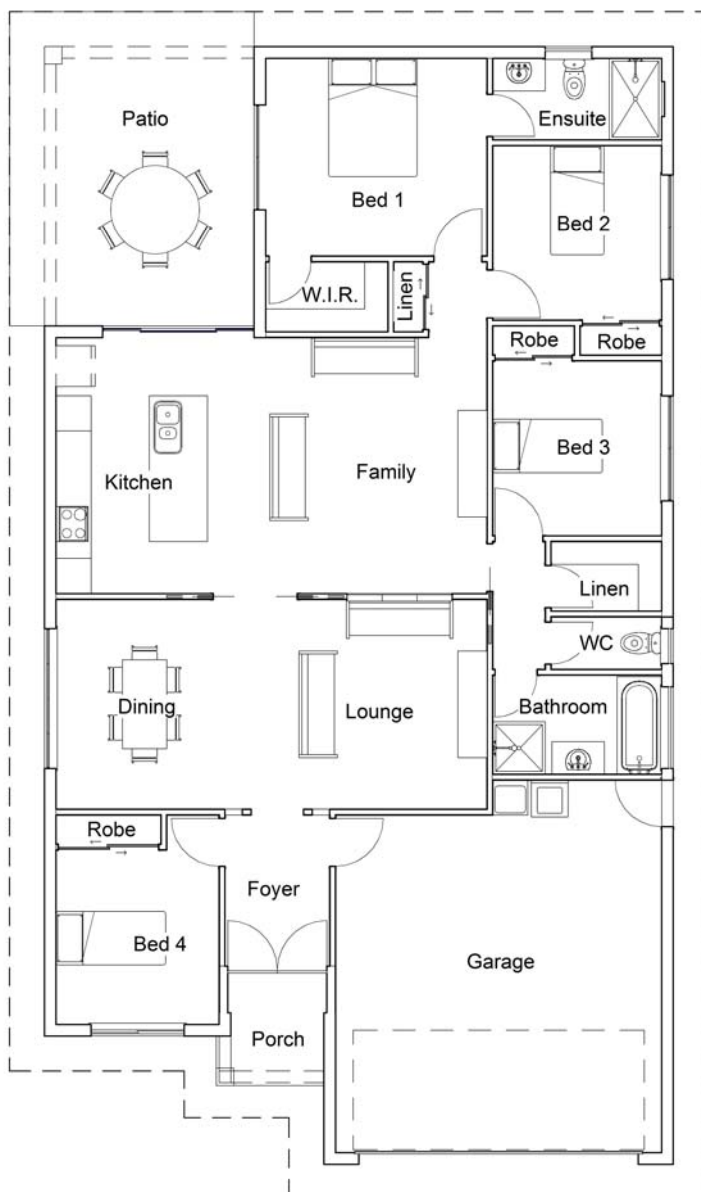 Patio
Ensuite
Bed 1
Bed 2
W.I.R.
Linen
Robe
Robe
Bed 3
Kitchen
Family
Linen
WC
Dining
Lounge
Bathroom
Robe
Foyer
Bed 4
Garage
Porch